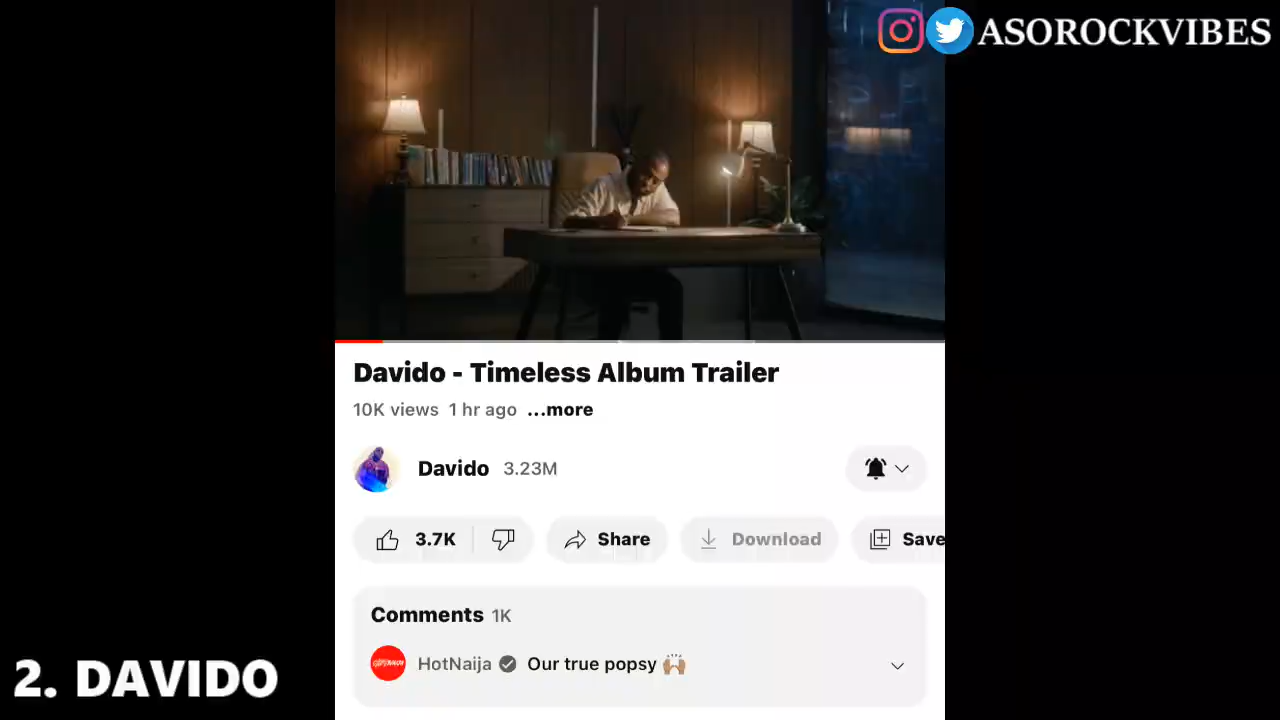 ASOROCKVIBES
Davido - Timeless Album Trailer
10K views 1 hr ago ...more
Davido 3.23M
3.7K Share Download Save
Comments 1K
HotNaija Our true popsy 🙌🏽
2. DAVIDO